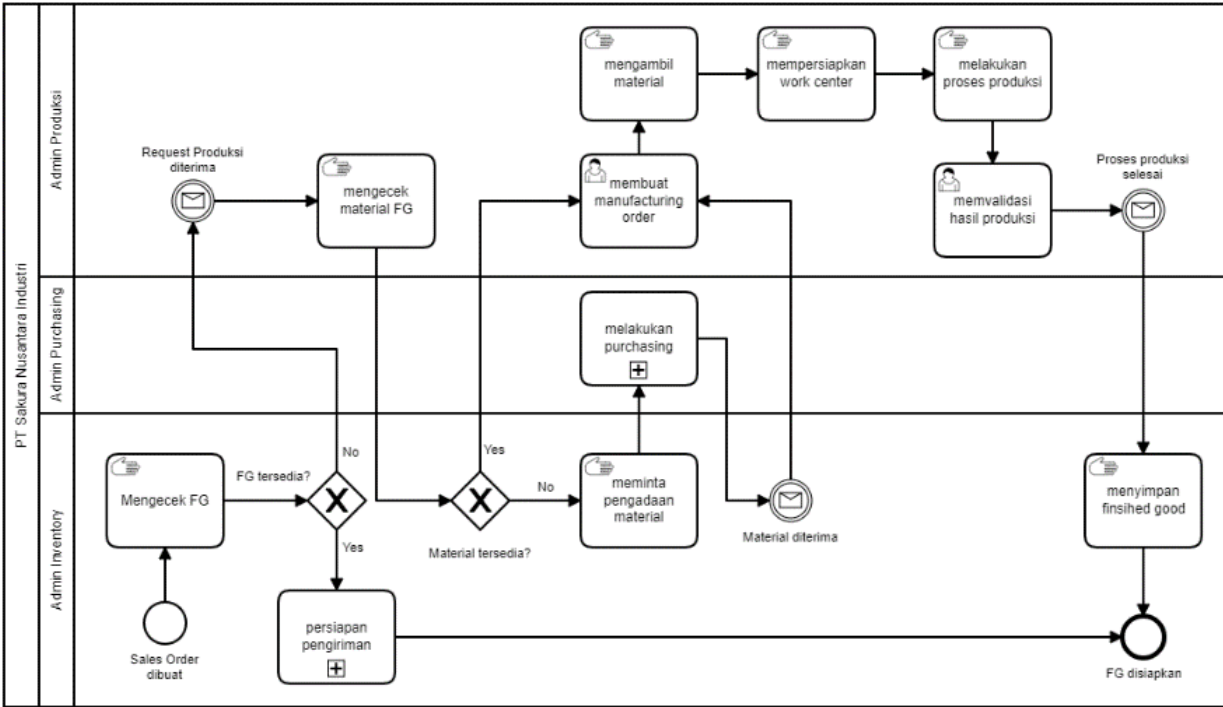 PT Sakura Nusantara Industri
Admin Produksi
Request Produksi
diterima
mengecek
material FG
mengambil
material
mempersiapkan
work center
melakukan
proses produksi
membuat
manufacturing
order
memvalidasi
hasil produksi
Proses produksi
selesai
Admin Purchasing
melakukan
purchasing
Admin Inventory
Mengecek FG
FG tersedia?
No
Yes
Sales Order
dibuat
persiapan
pengiriman
Material tersedia?
Yes
No
meminta
pengadaan
material
Material diterima
menyimpan
finsihed good
FG disiapkan